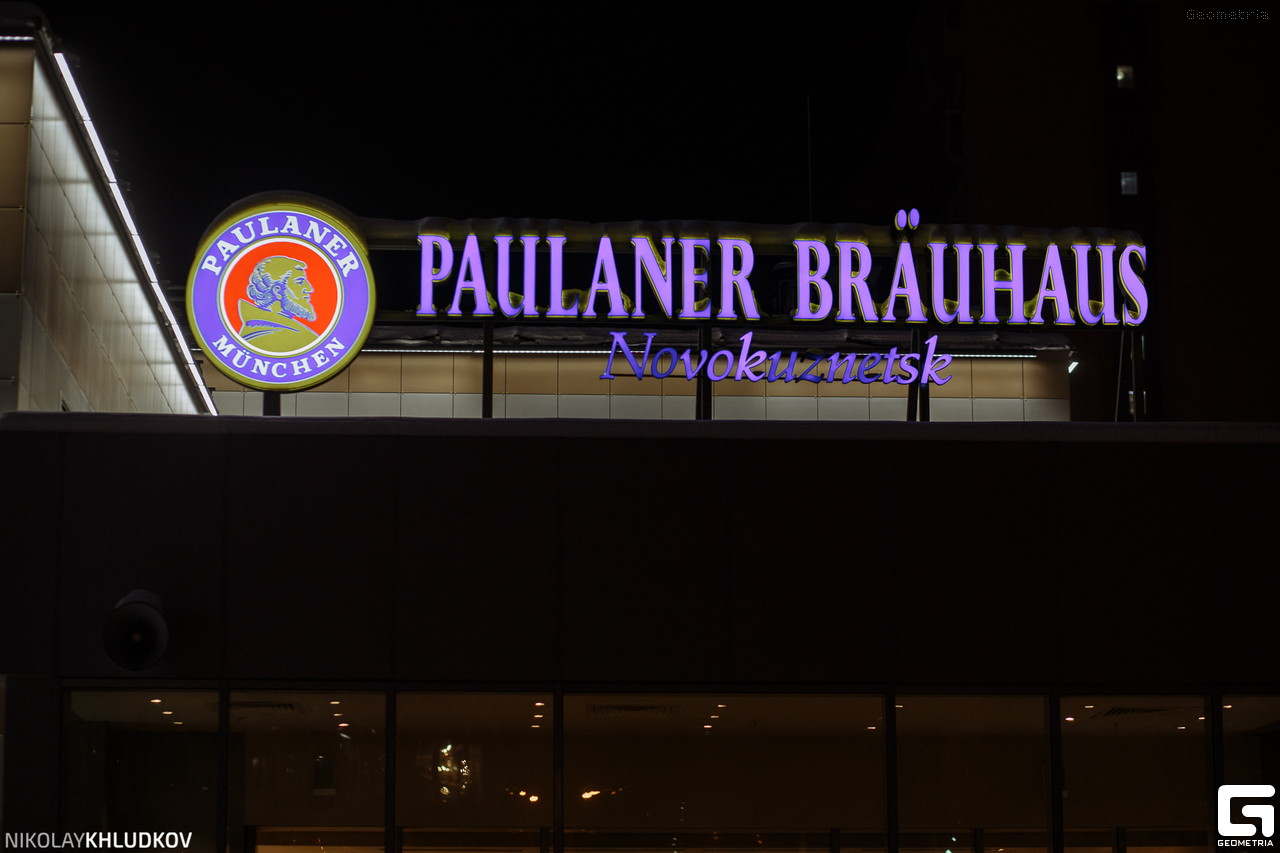 Geometria
PAULANER
MÜNCHEN
PAULANER BRÄUHAUS
Novokuznetsk
NIKOLAYKHLUDKOV
G
GEOMETRIA